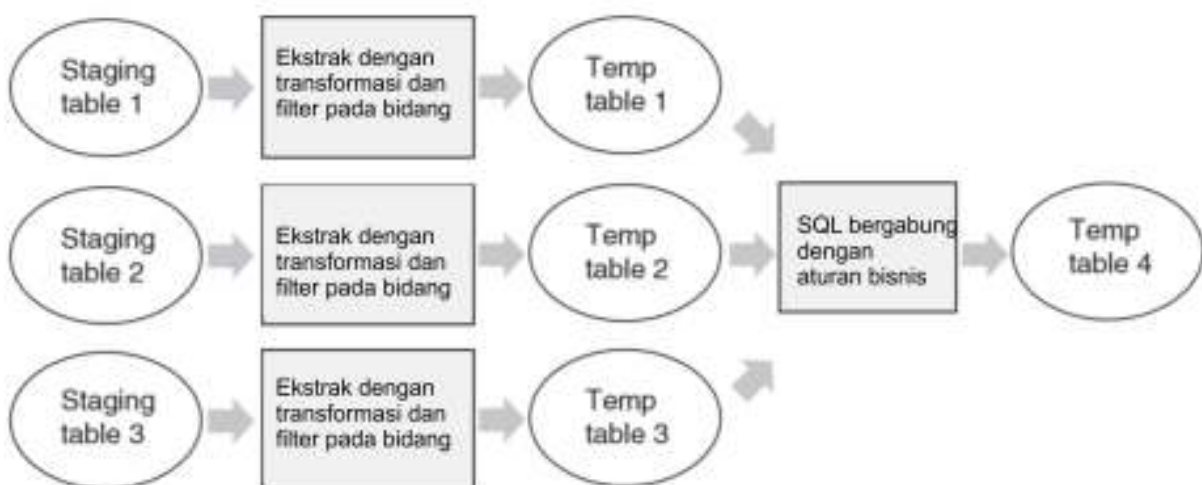 Staging
table 1
Ekstrak dengan
transformasi dan
filter pada bidang
Temp
table 1
Staging
table 2
Ekstrak dengan
transformasi dan
filter pada bidang
Temp
table 2
SQL bergabung
dengan
aturan bisnis
Temp
table 4
Staging
table 3
Ekstrak dengan
transformasi dan
filter pada bidang
Temp
table 3